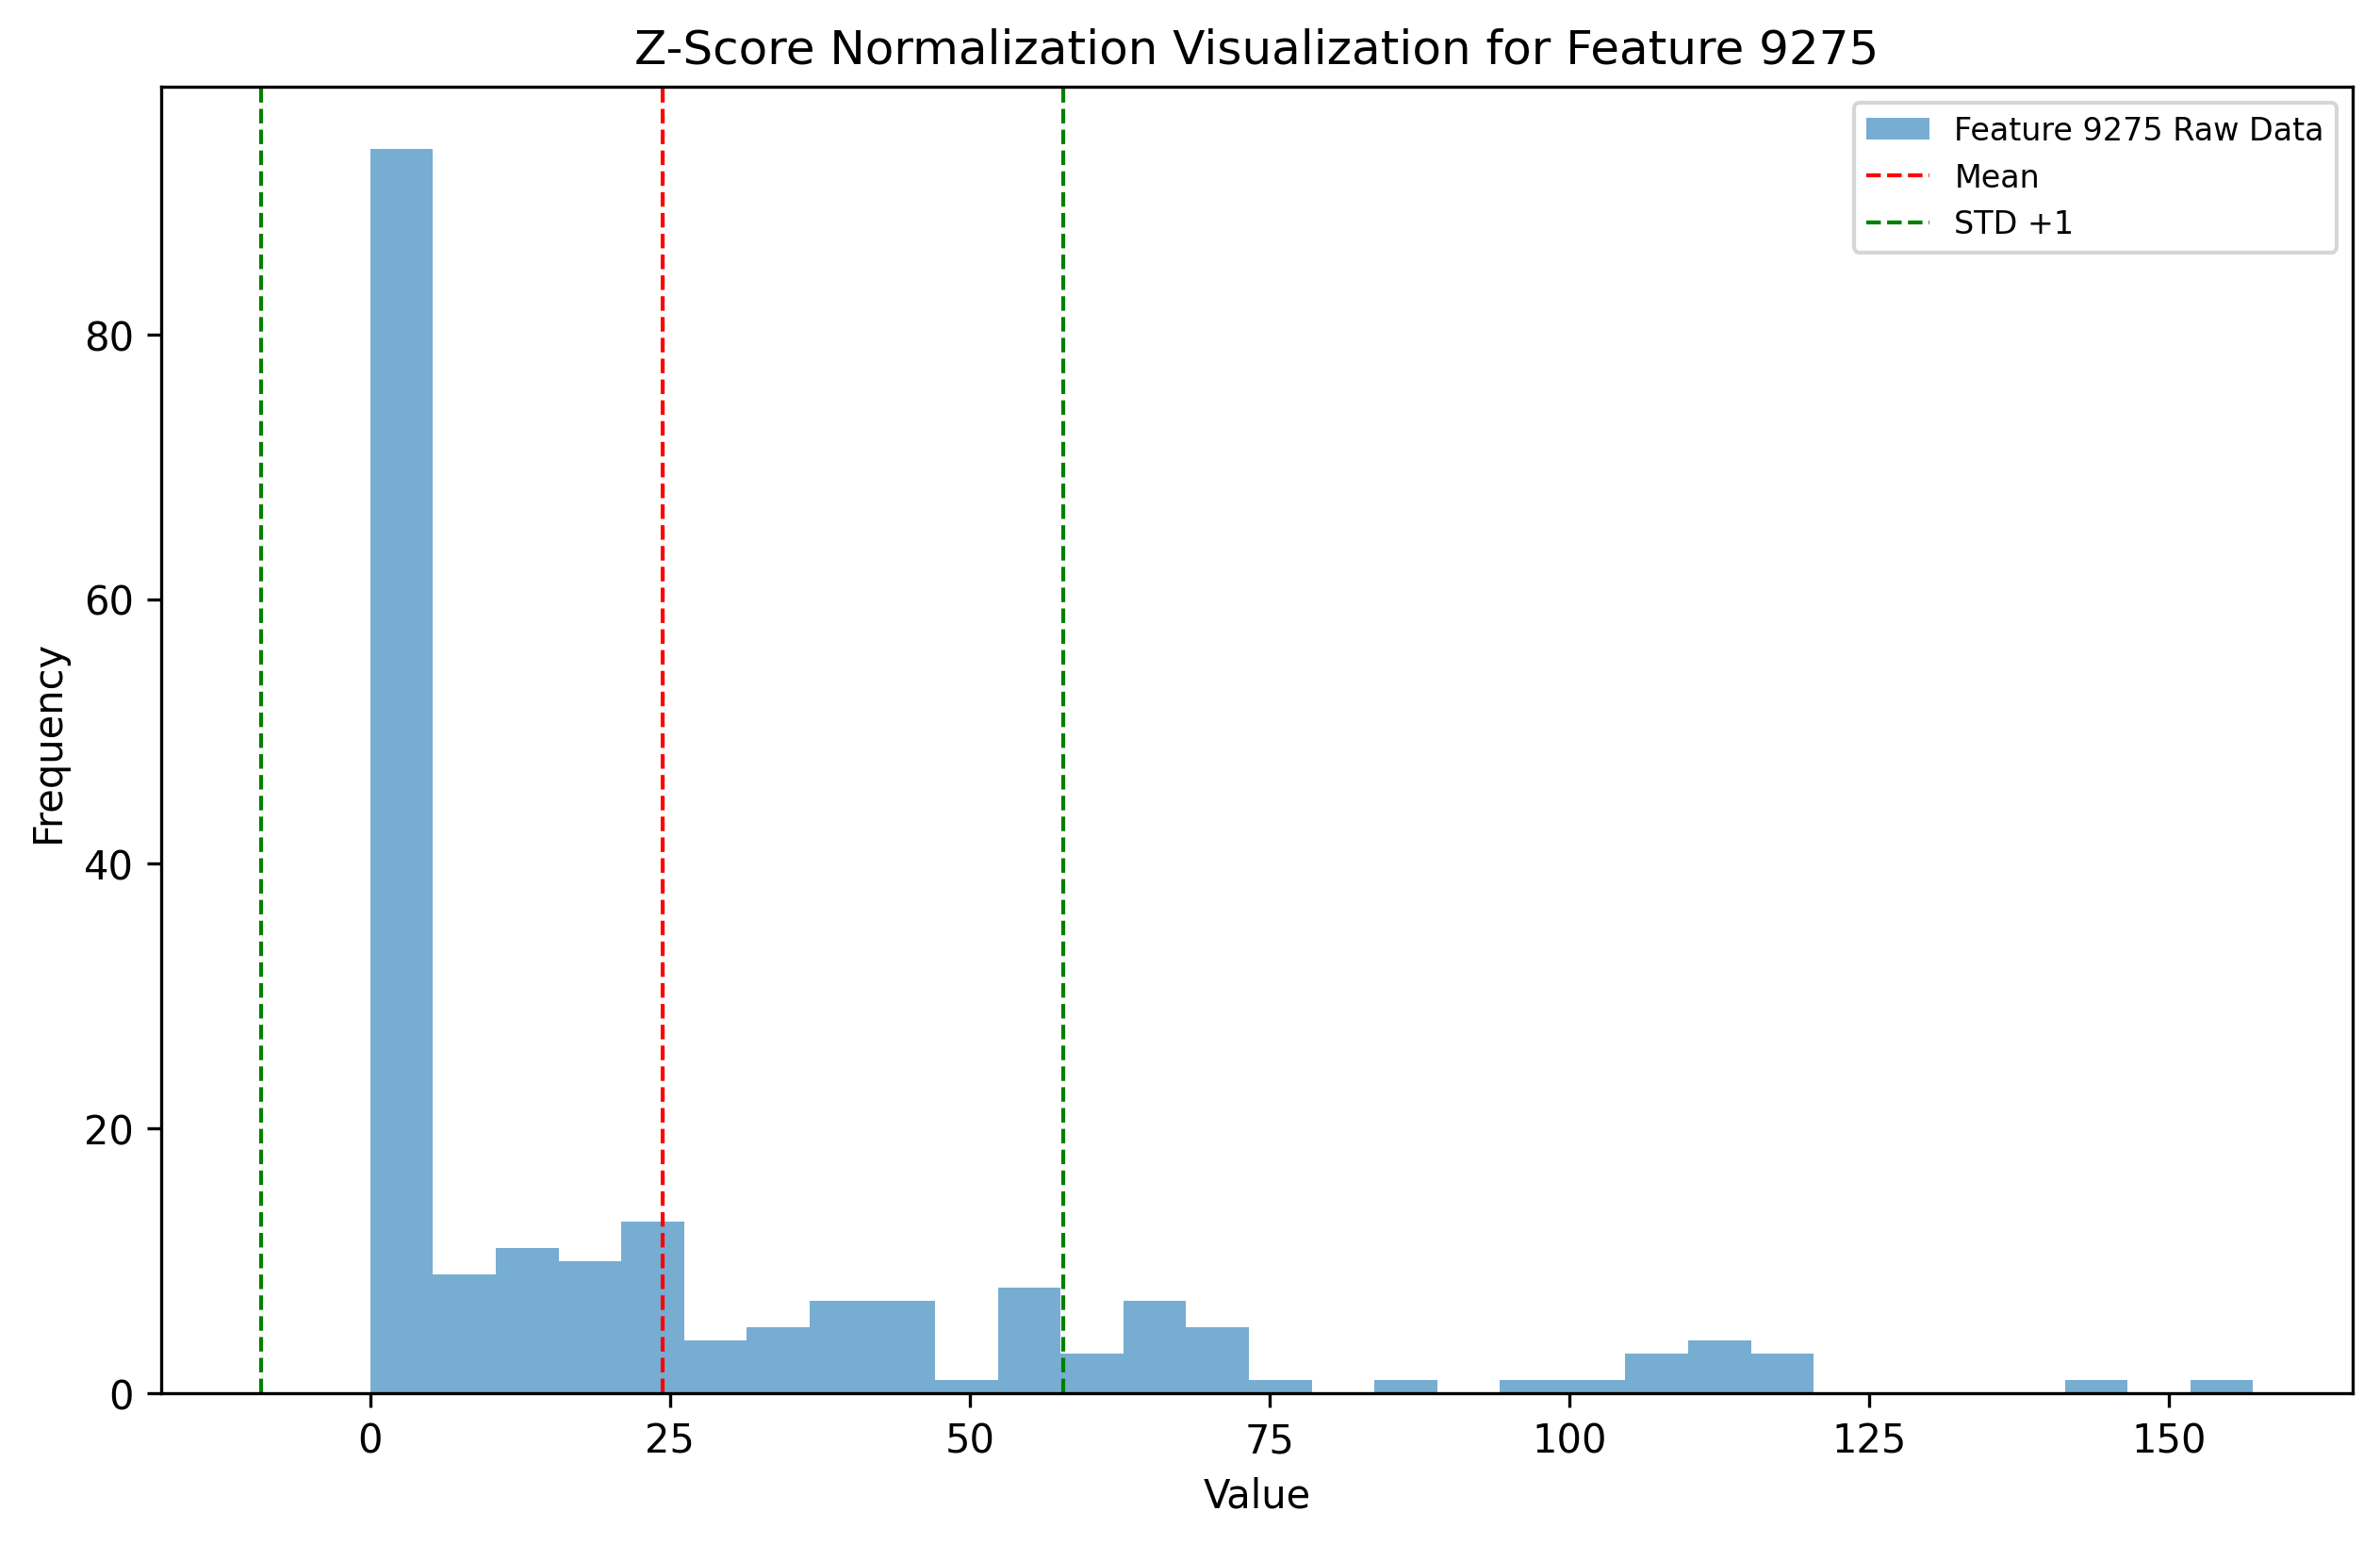 Z-Score Normalization Visualization for Feature 9275
Feature 9275 Raw Data
Mean
STD +1
Frequency
80
60
40
20
0
0 25 50 75 100 125 150
Value